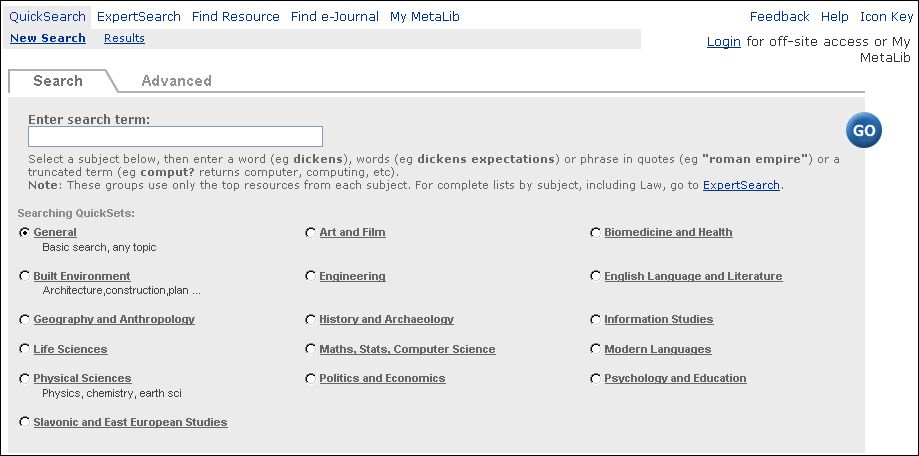 QuickSearch ExpertSearch Find Resource Find e-Journal My MetaLib Feedback Help Icon Key
New Search Results
Login for off-site access or My
MetaLib
Search Advanced
Enter search term:
GO
Select a subject below, then enter a word (eg dickens), words (eg dickens expectations) or phrase in quotes (eg "roman empire") or a
truncated term (eg comput? returns computer, computing, etc).
Note: These groups use only the top resources from each subject. For complete lists by subject, including Law, go to ExpertSearch.
Searching QuickSets:
General Art and Film Biomedicine and Health
Basic search, any topic
Built Environment Engineering English Language and Literature
Architecture,construction,plan ...
Geography and Anthropology History and Archaeology Information Studies
Life Sciences Maths, Stats, Computer Science Modern Languages
Physical Sciences Politics and Economics Psychology and Education
Physics, chemistry, earth sci
Slavonic and East European Studies